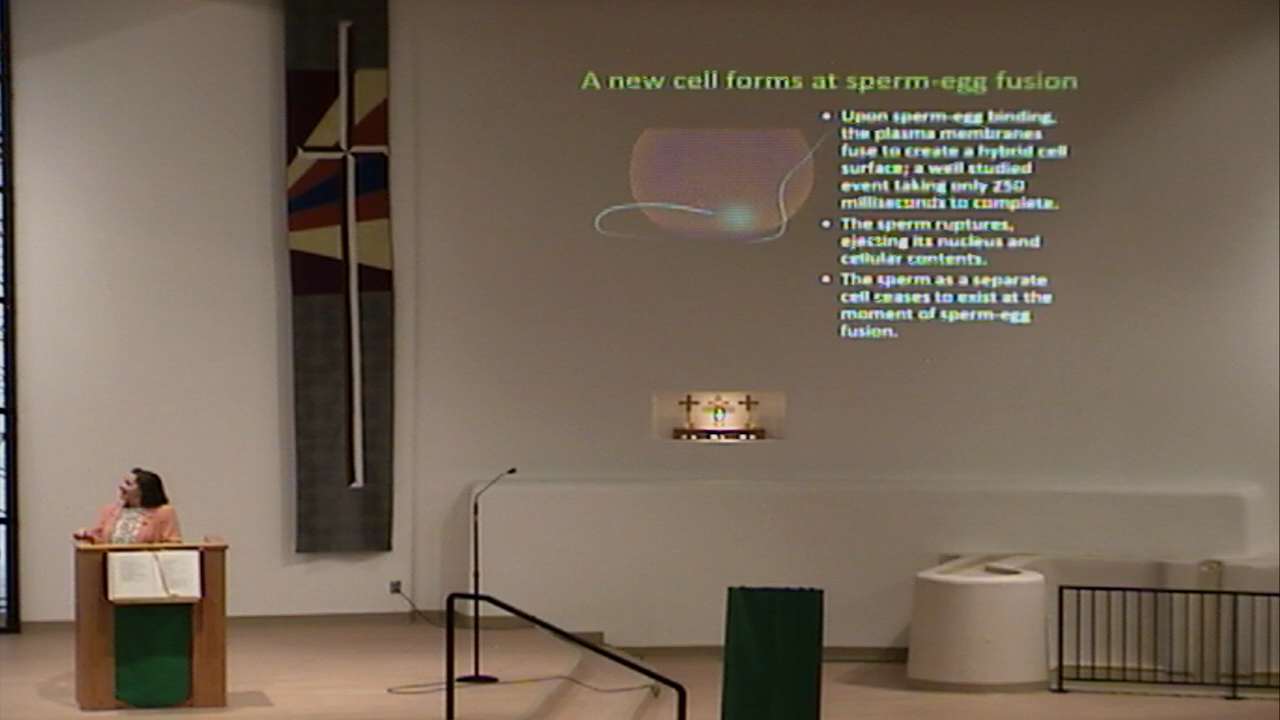 A new cell forms at sperm-egg fusion
• Upon sperm-egg binding,
the plasma membranes
fuse to create a hybrid cell
surface; a well studied
event taking only 250
milliseconds to complete.
• The sperm ruptures,
ejecting its nucleus and
cellular contents.
• The sperm as a separate
cell ceases to exist at the
moment of sperm-egg
fusion.